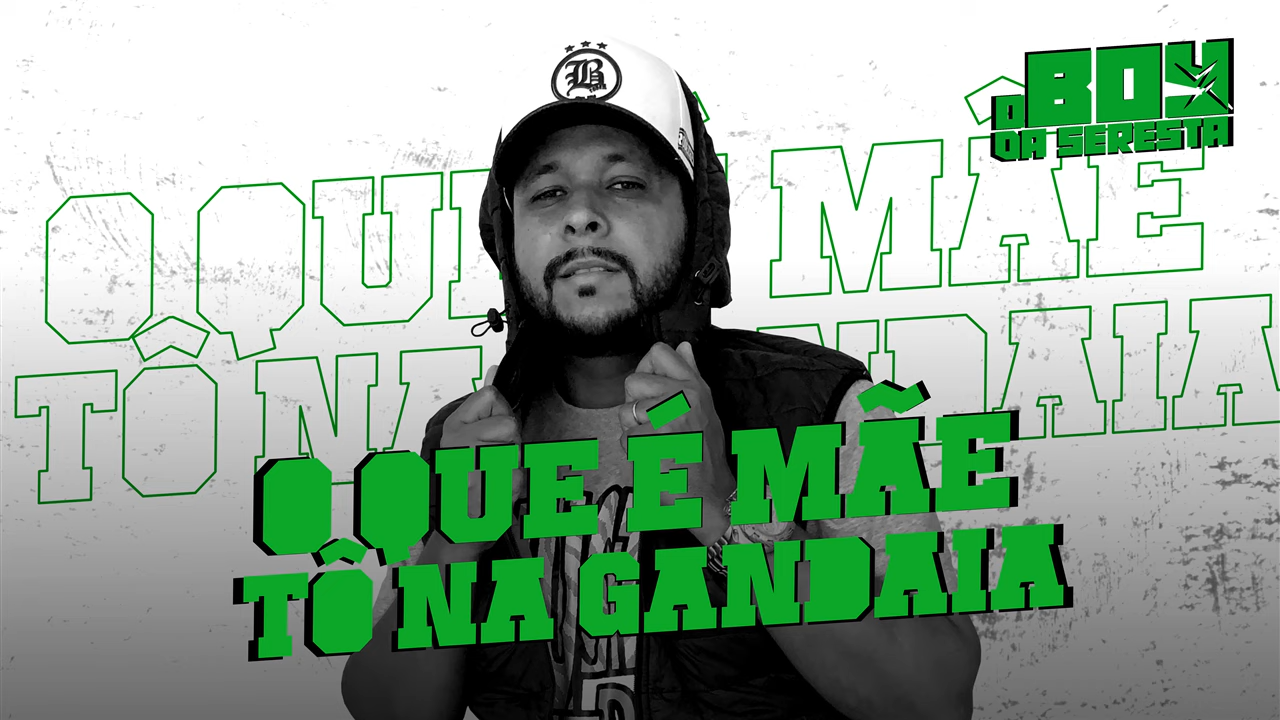 O BOY
DA SERESTA
O QUE É MÃE
TÔ NA GANDAIA
B
O QUE É MÃE
TÔ NA GANDAIA